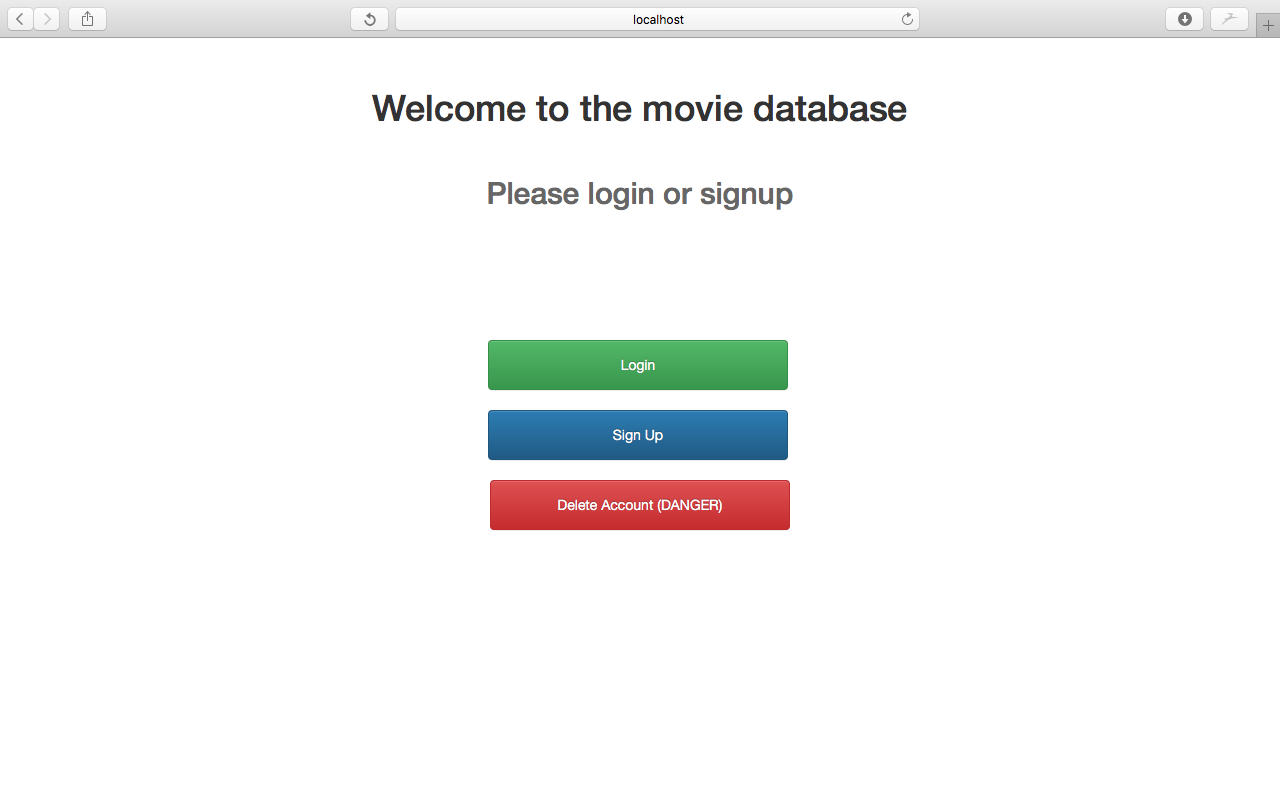 localhost
Welcome to the movie database
Please login or signup
Login
Sign Up
Delete Account (DANGER)